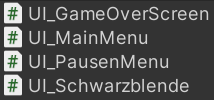 # UI_GameOverScreen
# UI_MainMenu
# UI_PausenMenu
# UI_Schwarzblende